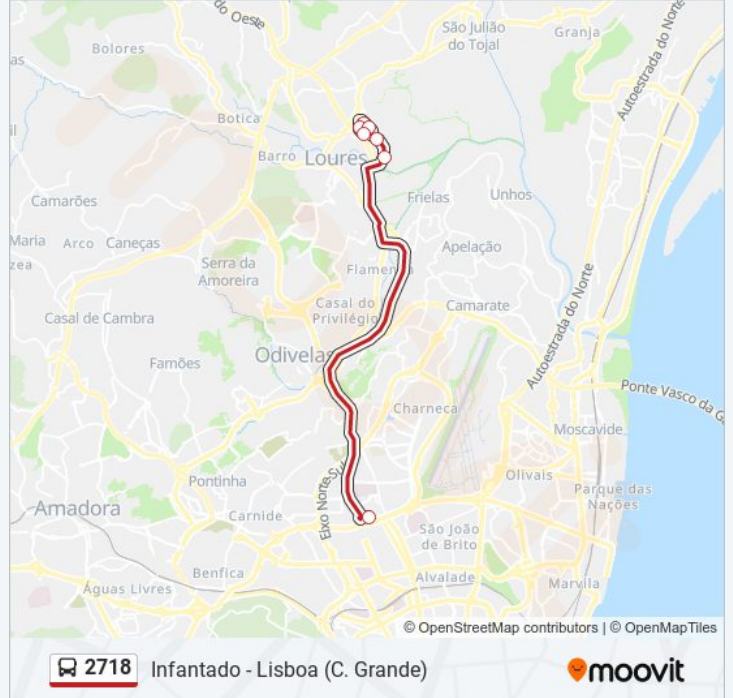 do Oeste
São Julião
do Tojal
Granja
Autoestrada do Norte
Bolores
as
Botica
Barro
Loures
Camarões
Frielas
Unhos
Maria
Arco
Caneças
zea
Apelação
Serra da
Amoreira
Flamen
Casal do
Privilégio
Camarate
Casal de Cambra
Autoestrada do Norte
Odivelas
Famões
Ponte Vasco da G
Charneca
Moscavide
Sul
Pontinha
Olivais
Parque das
Nações
Eixo Norte
Amadora
Carnide
São João
de Brito
Benfica
Alvalade
Marvila
Águas Livres
© OpenStreetMap contributors | © OpenMapTiles
2718 Infantado - Lisboa (C. Grande)
moovit